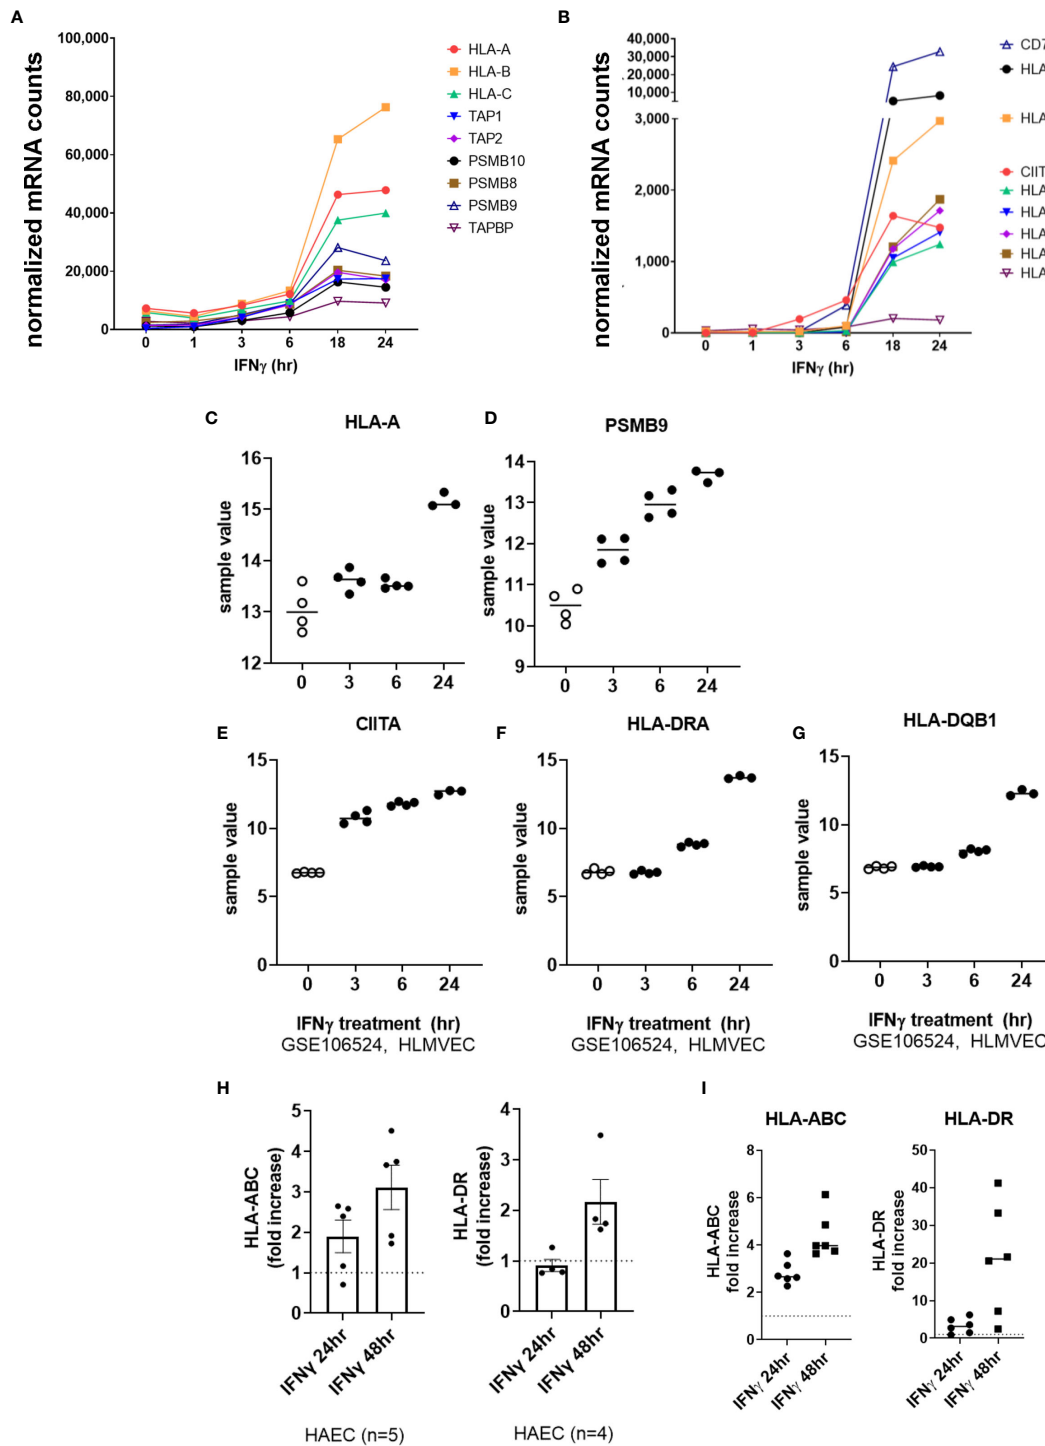 A
normalized mRNA counts
100,000
80,000
60,000
40,000
20,000
0
0 1 3 6 18 24
IFNγ (hr)
HLA-A
HLA-B
HLA-C
TAP1
TAP2
PSMB10
PSMB8
PSMB9
TAPBP
B
normalized mRNA counts
40,000
30,000
20,000
10,000
3,000
2,000
1,000
0
0 1 3 6 18 24
IFNγ (hr)
CD7
HLA
HLA
CIIT
HLA
HLA
HLA
HLA
HLA
C
HLA-A
sample value
16
15
14
13
12
0 3 6 24
D
PSMB9
sample value
14
13
12
11
10
9
0 3 6 24
E
CIITA
sample value
15
10
5
0
0 3 6 24
IFNγ treatment (hr)
GSE106524, HLMVEC
F
HLA-DRA
sample value
15
10
5
0
0 3 6 24
IFNγ treatment (hr)
GSE106524, HLMVEC
G
HLA-DQB1
sample value
15
10
5
0
0 3 6 24
IFNγ treatment (hr)
GSE106524, HLMVEC
H
HLA-ABC
(fold increase)
5
4
3
2
1
0
IFNγ 24hr
IFNγ 48hr
HAEC (n=5)
HLA-DR
(fold increase)
4
3
2
1
0
IFNγ 24hr
IFNγ 48hr
HAEC (n=4)
I
HLA-ABC
HLA-ABC
fold increase
8
6
4
2
0
IFNγ 24hr
IFNγ 48hr
HLA-DR
HLA-DR
fold increase
50
40
30
20
10
0
IFNγ 24hr
IFNγ 48hr